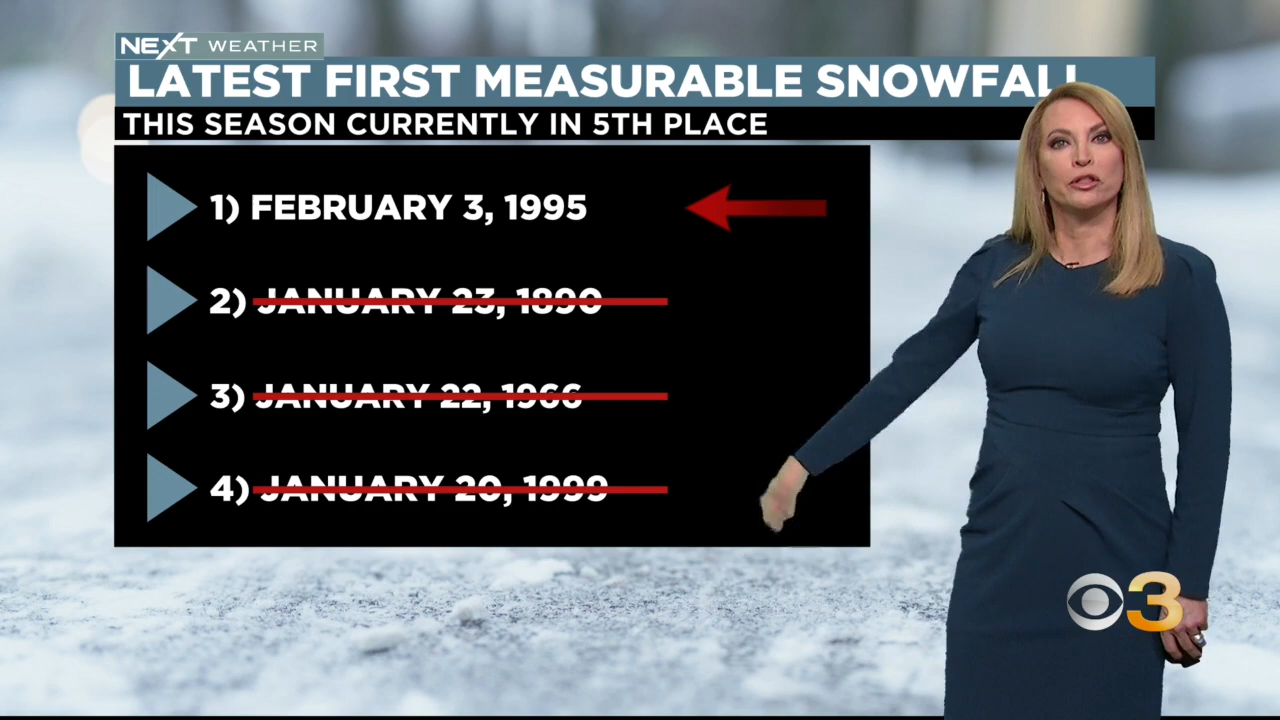 NEXT WEATHER
LATEST FIRST MEASURABLE SNOWFALL
THIS SEASON CURRENTLY IN 5TH PLACE
1) FEBRUARY 3, 1995
2) JANUARY 23, 1890
3) JANUARY 22, 1966
4) JANUARY 20, 1999
3